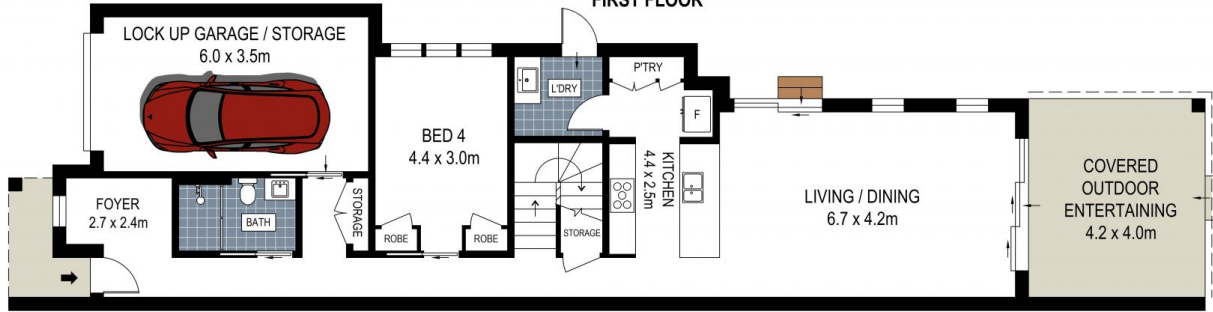 FIRST FLOOR
LOCK UP GARAGE / STORAGE
6.0 x 3.5m
BED 4
4.4 x 3.0m
L'DRY
P'TRY
F
KITCHEN
4.4 x 2.5m
LIVING / DINING
6.7 x 4.2m
COVERED
OUTDOOR
ENTERTAINING
4.2 x 4.0m
FOYER
2.7 x 2.4m
BATH
STORAGE
ROBE
ROBE
STORAGE